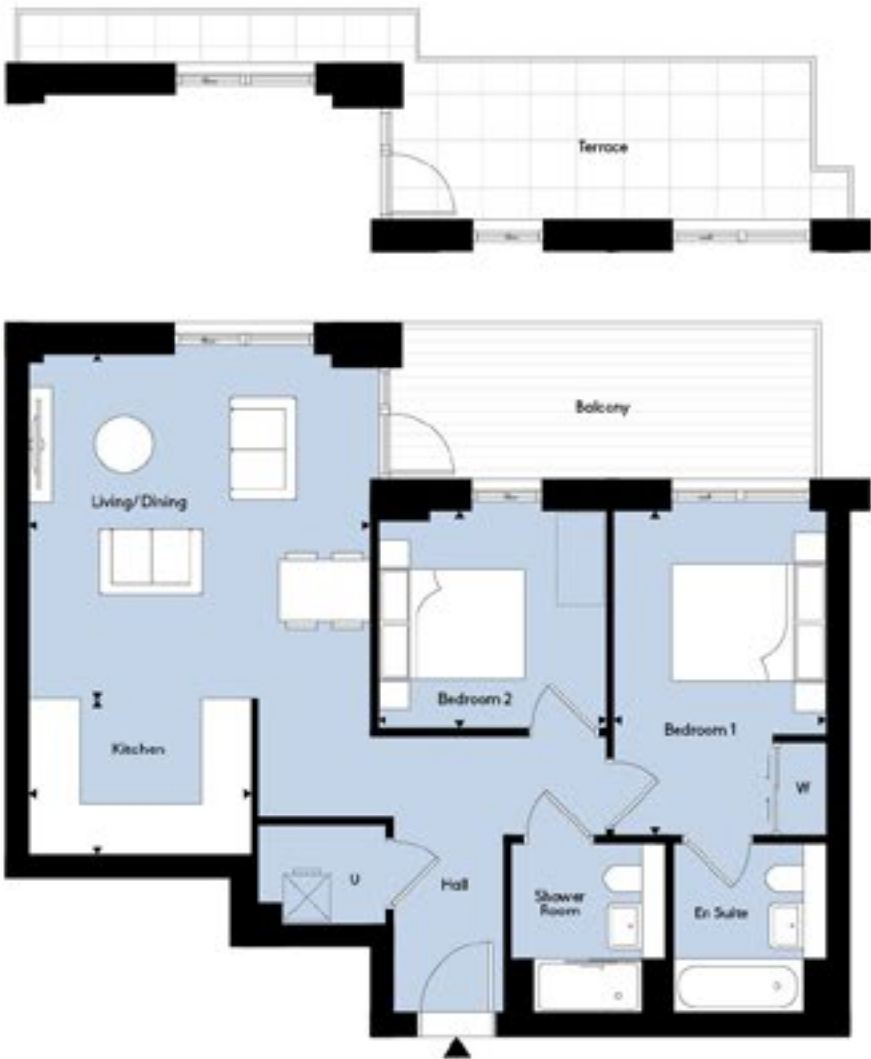 Terrace
Balcony
Living/Dining
Bedroom 2
Bedroom 1
Kitchen
W
U
Hall
Shower
Room
En Suite